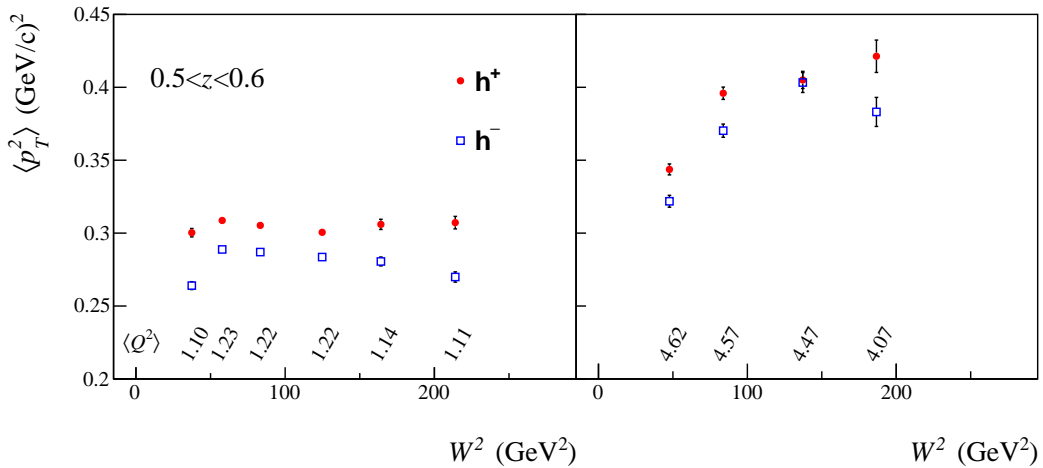 ⟨p_T^2⟩ (GeV/c)^2
0.45
0.4
0.35
0.3
0.25
0.2
0.5<z<0.6
h^+
h^−
⟨Q^2⟩ 1.10 1.23 1.22 1.22 1.14 1.11
4.62 4.57 4.47 4.07
0 100 200
0 100 200
W^2 (GeV^2)
W^2 (GeV^2)